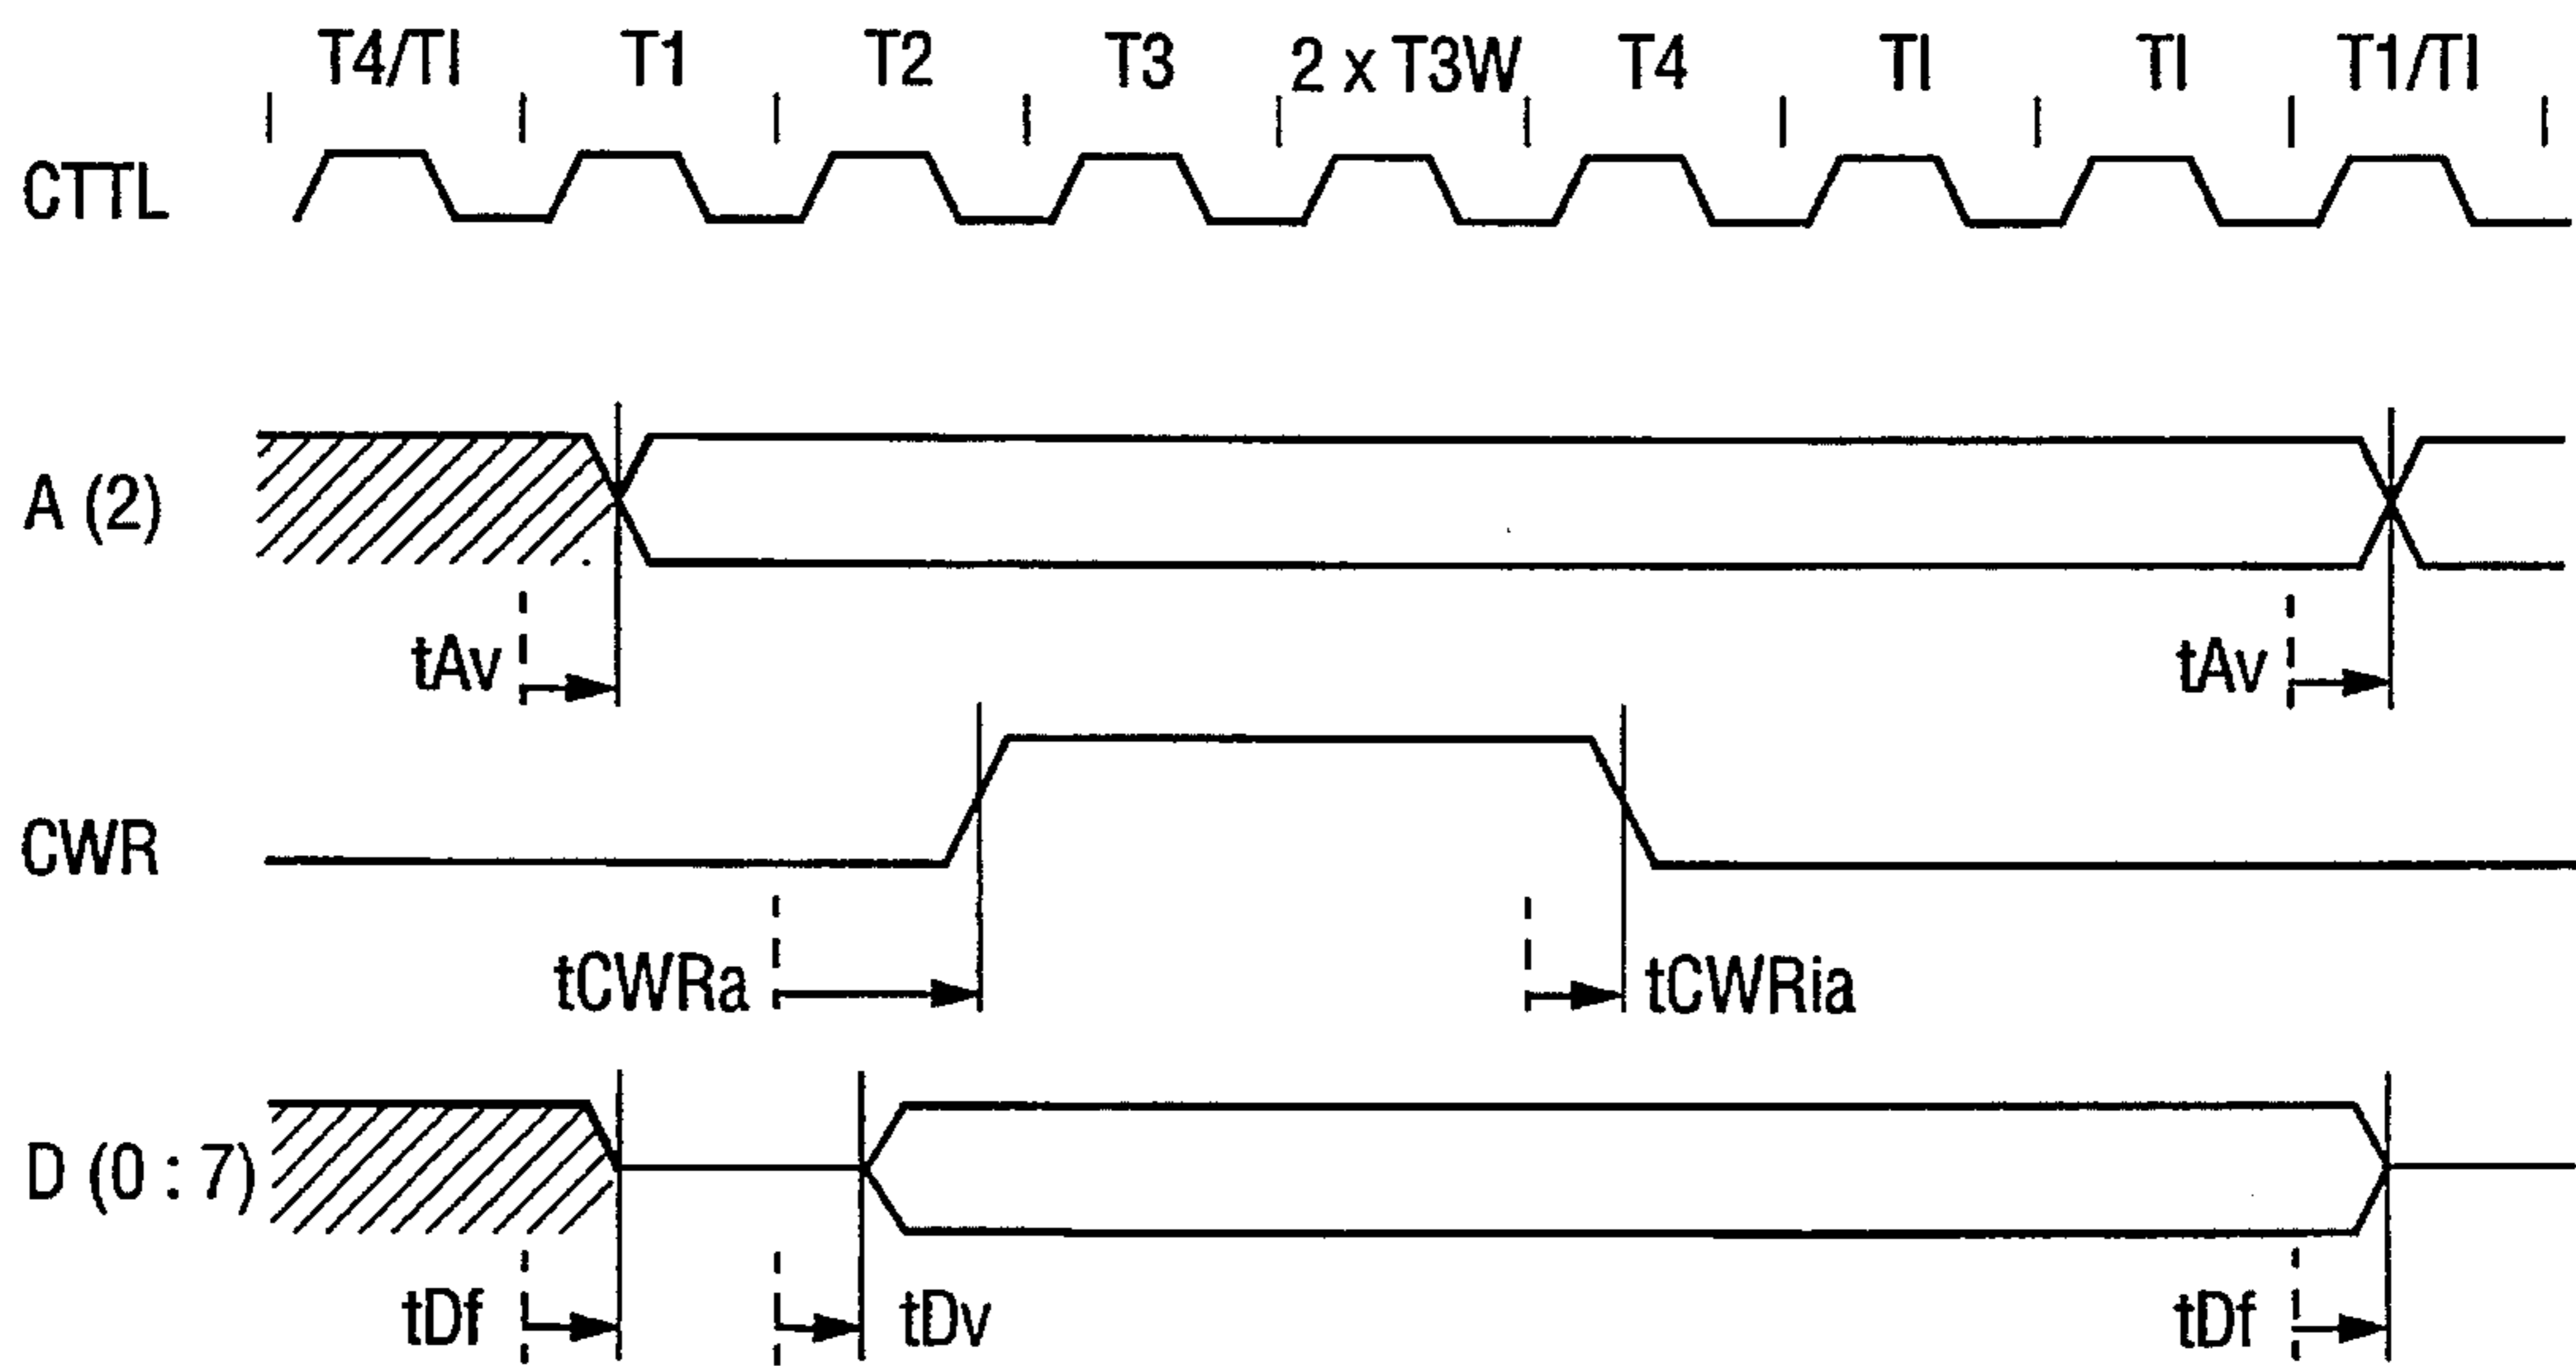 T4/TI T1 T2 T3 2 x T3W T4 TI TI T1/TI
CTTL
A (2)
tAv tAv
CWR
tCWRa tCWRia
D (0 : 7)
tDf tDv tDf